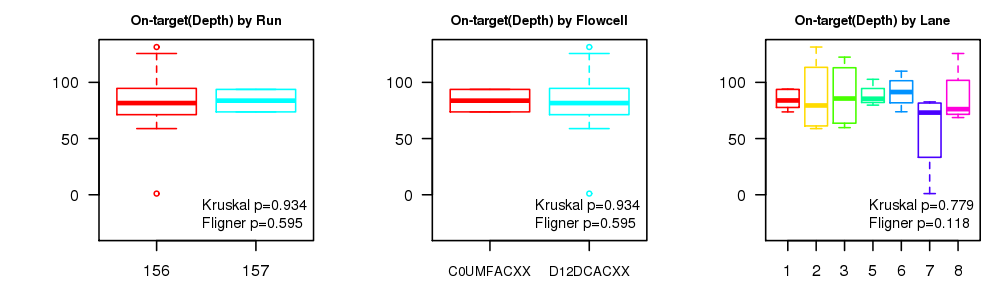 On-target(Depth) by Run
100
50
0
Kruskal p=0.934
Fligner p=0.595
156 157
On-target(Depth) by Flowcell
100
50
0
Kruskal p=0.934
Fligner p=0.595
C0UMFACXX D12DCACXX
On-target(Depth) by Lane
100
50
0
Kruskal p=0.779
Fligner p=0.118
1 2 3 5 6 7 8